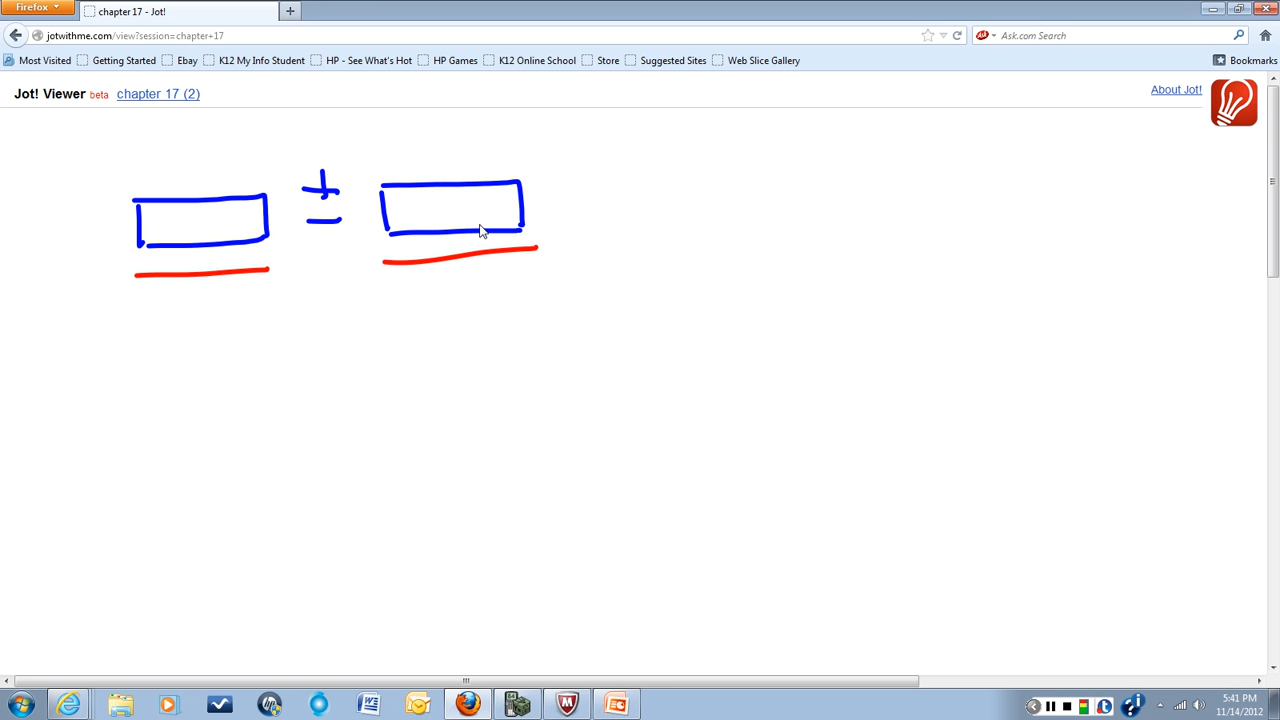 Firefox
chapter 17 - Jot!
jotwithme.com/view?session=chapter+17
Ask.com Search
Most Visited Getting Started Ebay K12 My Info Student HP - See What's Hot HP Games K12 Online School Store Suggested Sites Web Slice Gallery Bookmarks
Jot! Viewer beta chapter 17 (2) About Jot!
±
5:41 PM
11/14/2012